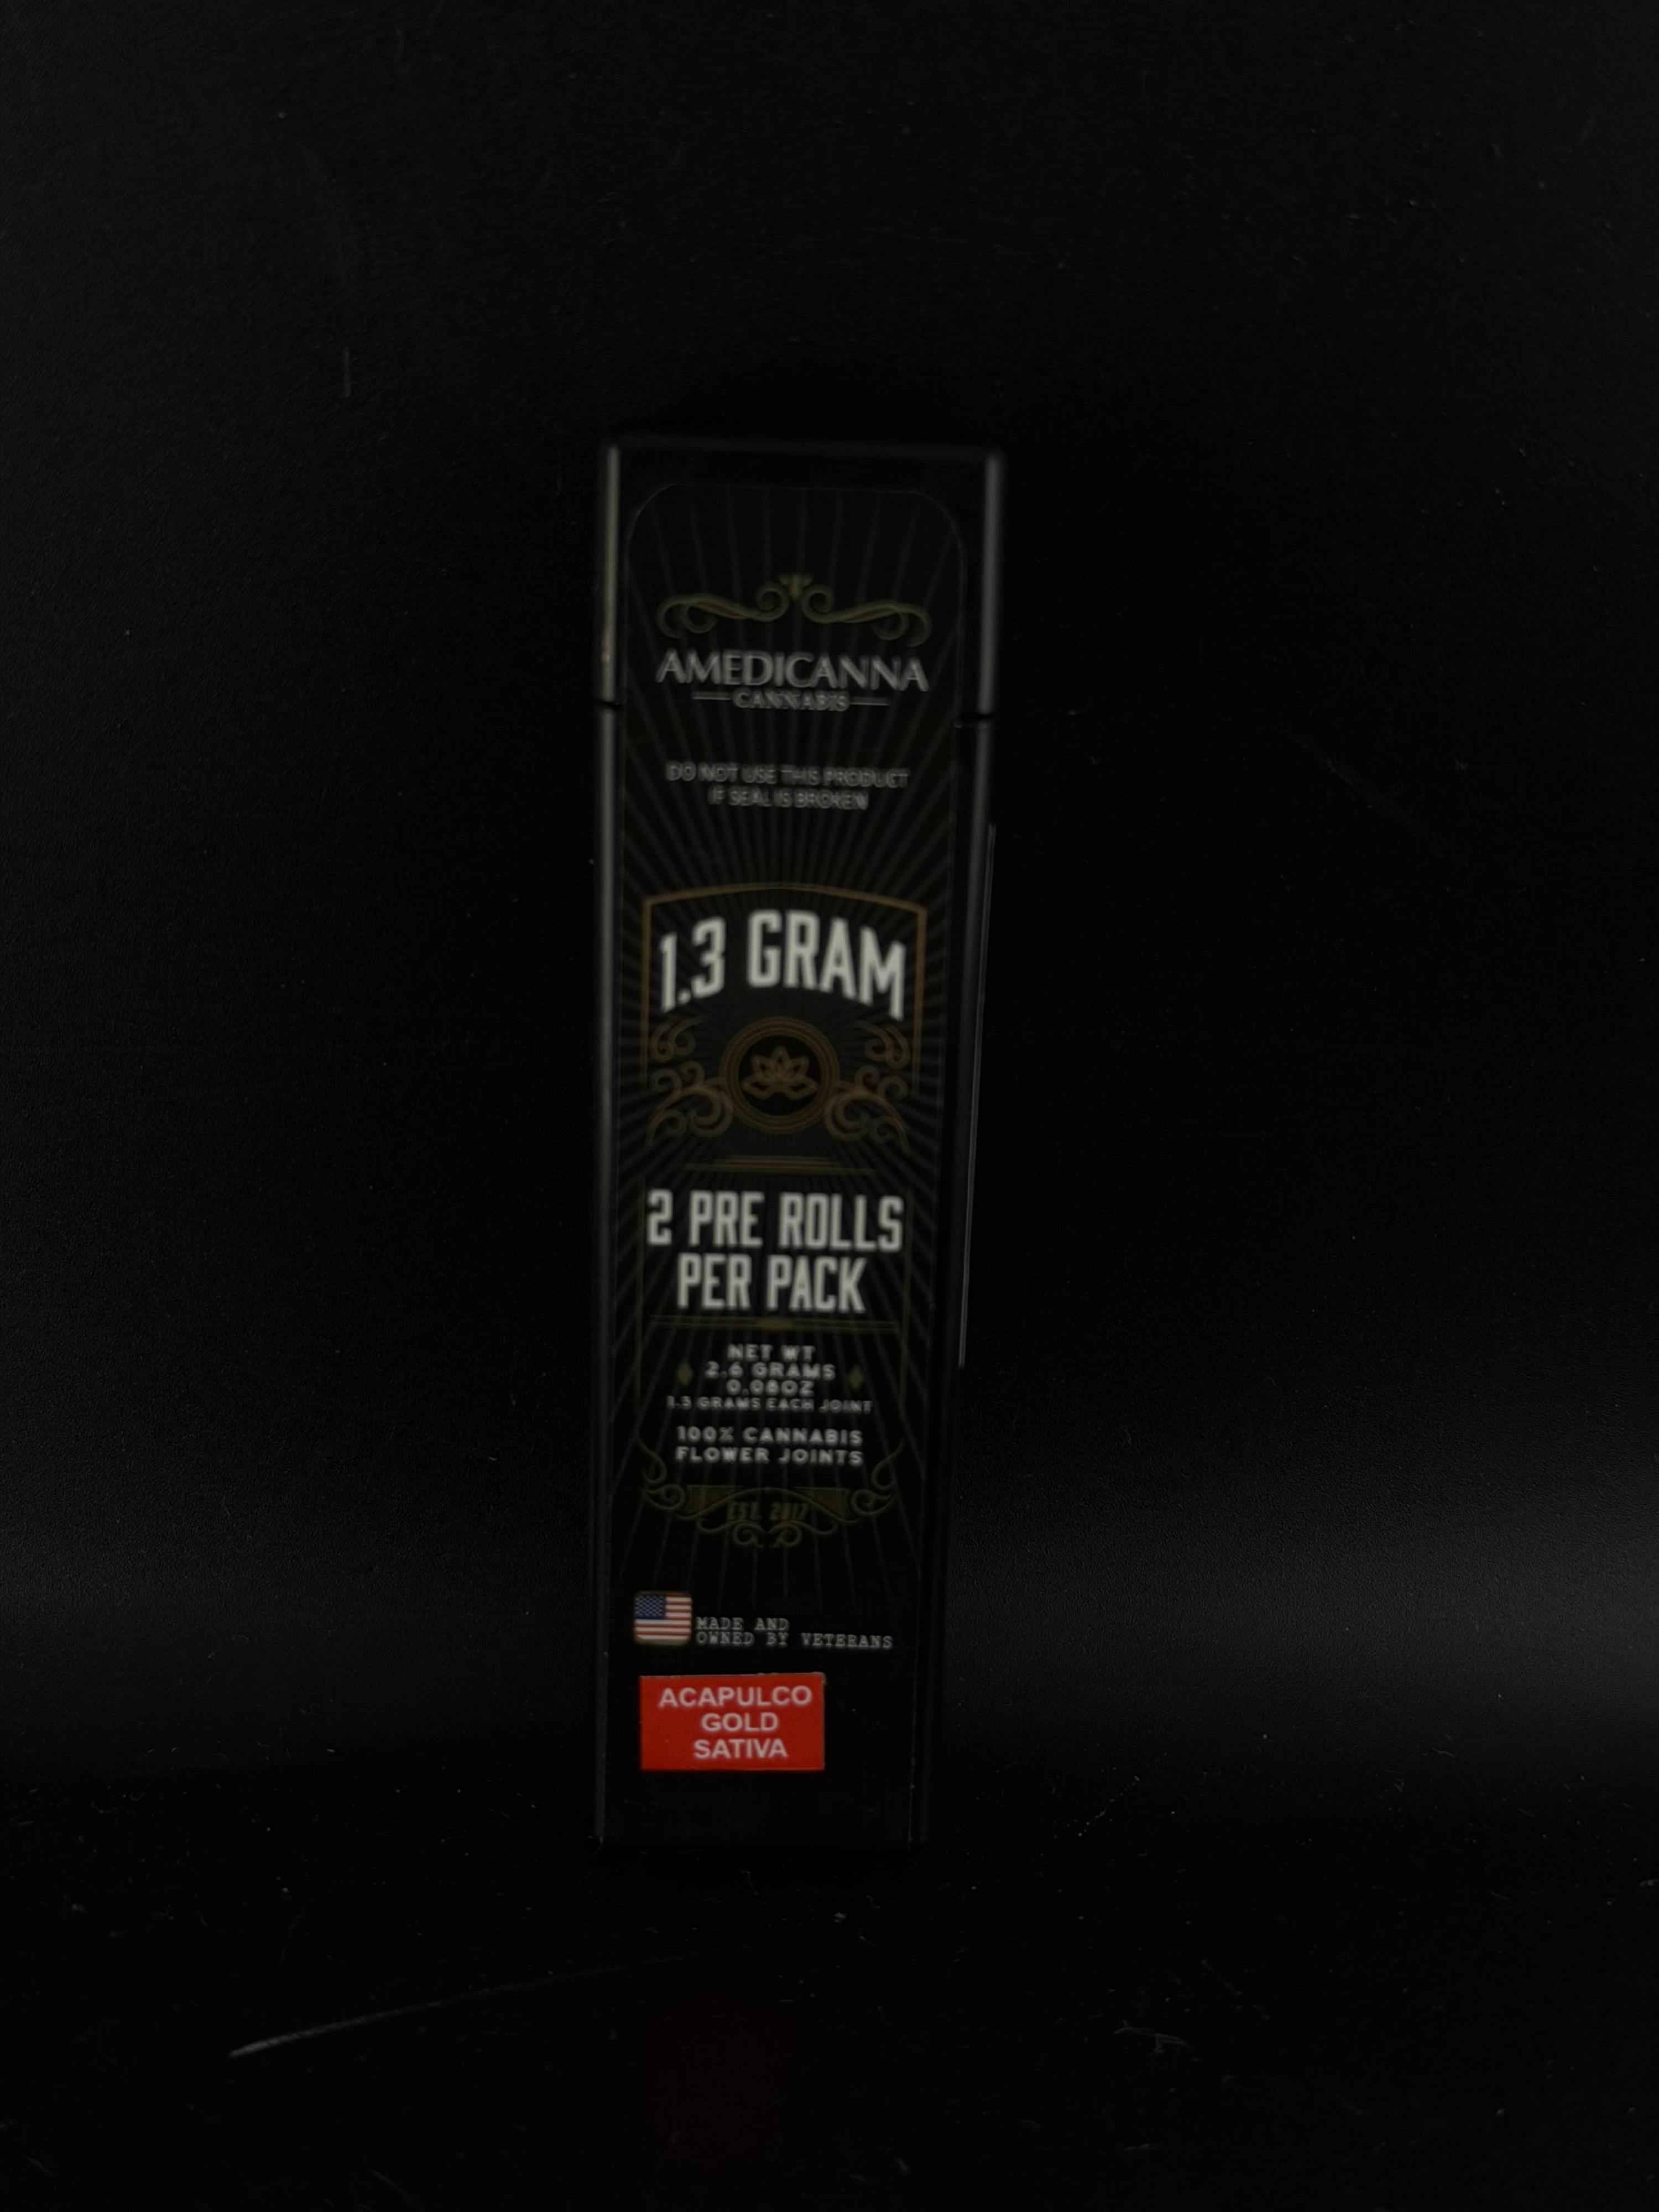 AMEDICANNA
CANNABIS
DO NOT USE THIS PRODUCT
IF SEAL IS BROKEN
1.3 GRAM
2 PRE ROLLS
PER PACK
NET WT
2.6 GRAMS
0.08OZ
1.3 GRAMS EACH JOINT
100% CANNABIS
FLOWER JOINTS
EST. 2017
MADE AND
OWNED BY VETERANS
ACAPULCO
GOLD
SATIVA